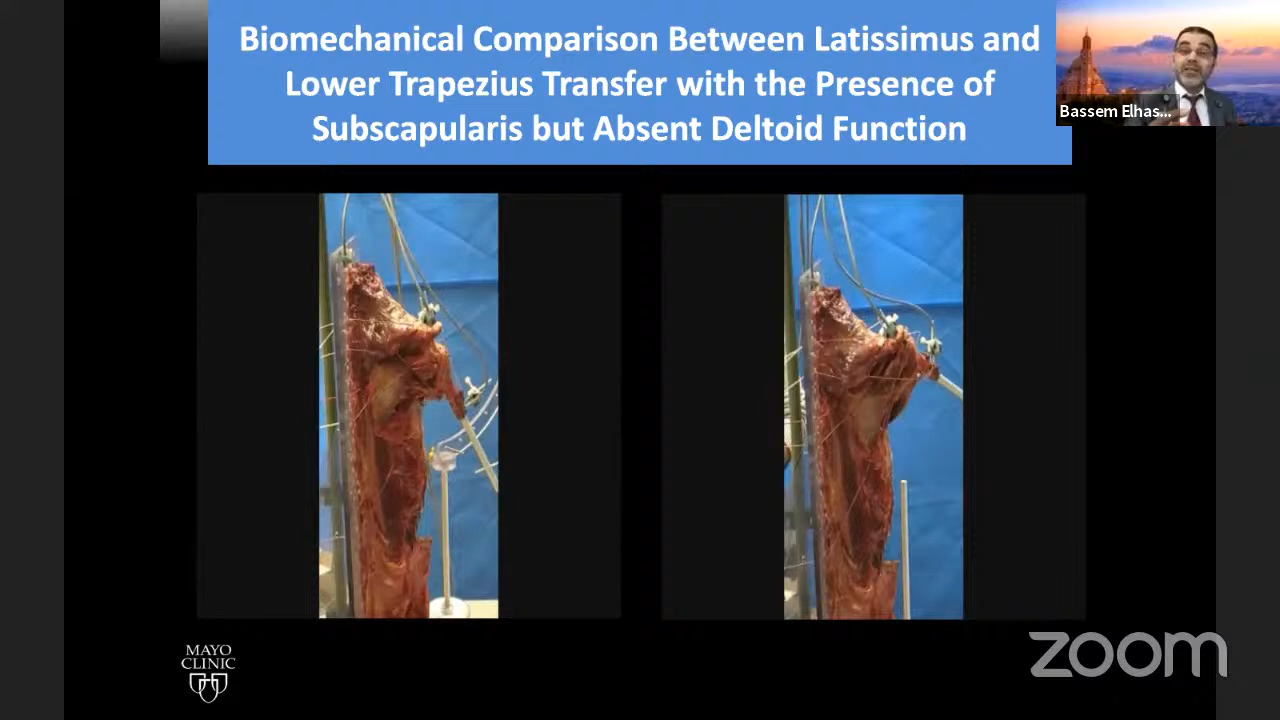 Biomechanical Comparison Between Latissimus and
Lower Trapezius Transfer with the Presence of
Subscapularis but Absent Deltoid Function
Bassem Elhas...
MAYO
CLINIC
zoom